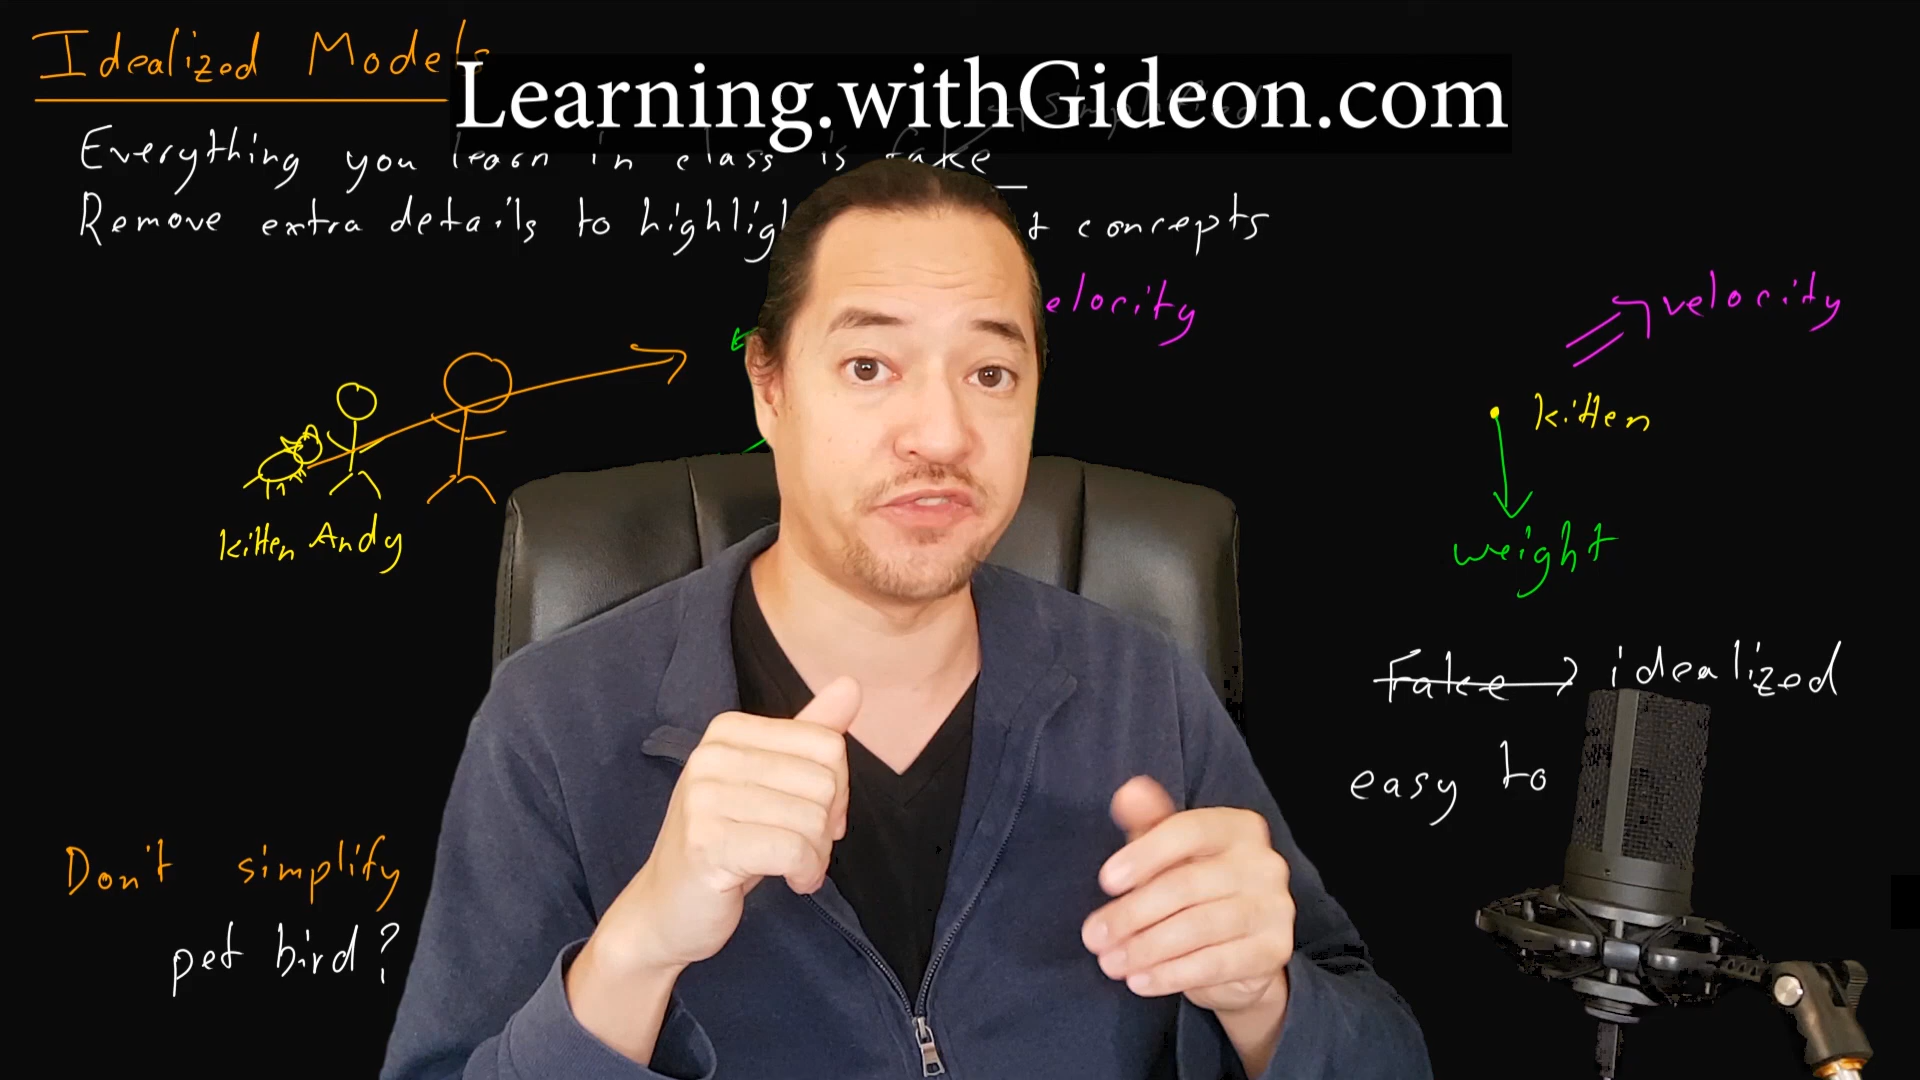 Idealized Models
Learning.withGideon.com
Everything you learn in class is fake
Remove extra details to highlig t concepts
elocity
velocity
kitten
weight
kitten Andy
Fake → idealized
easy to
Don't simplify
pet bird?